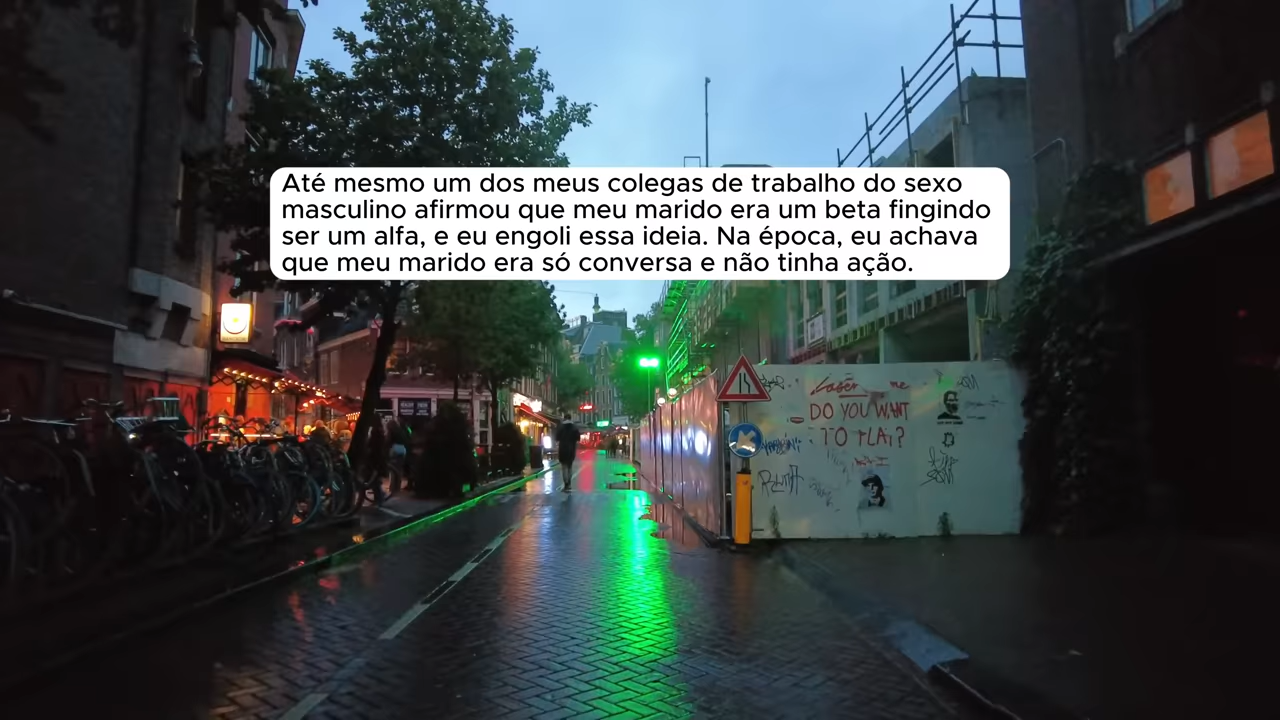 Até mesmo um dos meus colegas de trabalho do sexo
masculino afirmou que meu marido era um beta fingindo
ser um alfa, e eu engoli essa ideia. Na época, eu achava
que meu marido era só conversa e não tinha ação.
me
DO YOU WANT
TO PLAY?